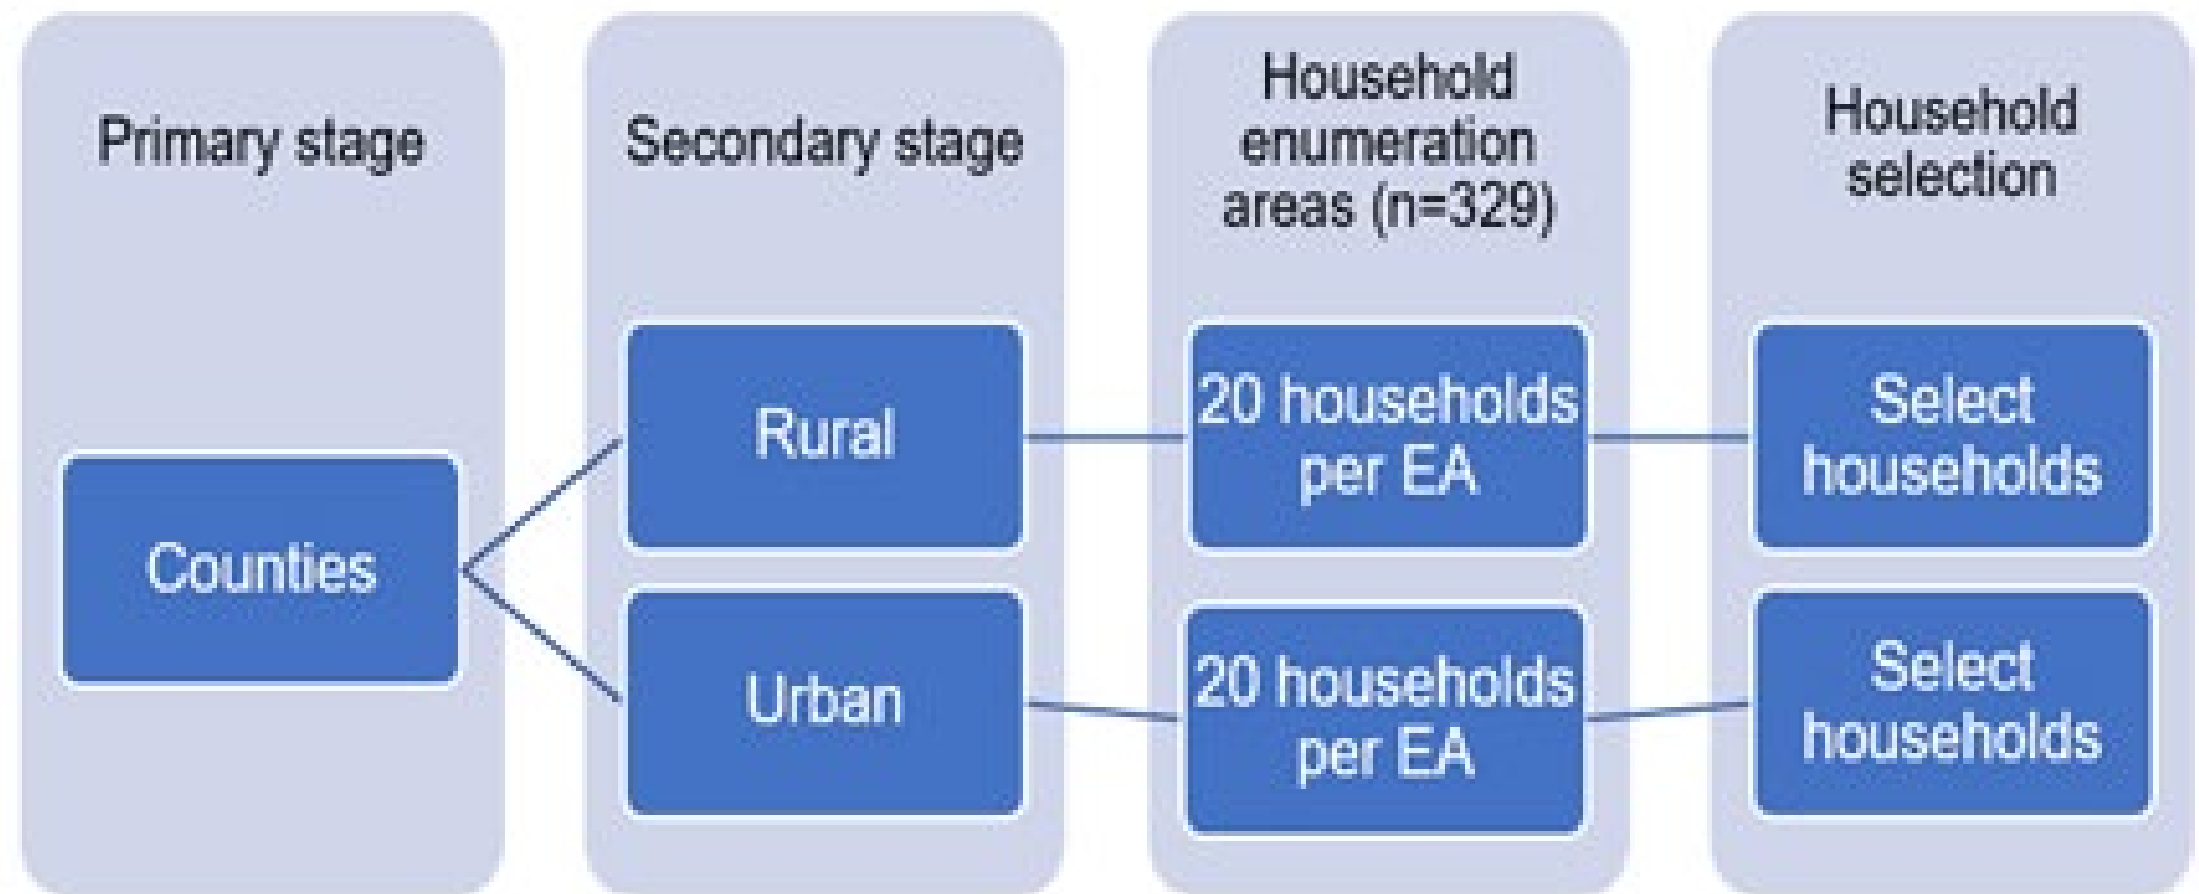 Primary stage
Counties
Secondary stage
Rural
Urban
Household
enumeration
areas (n=329)
20 households
per EA
20 households
per EA
Household
selection
Select
households
Select
households